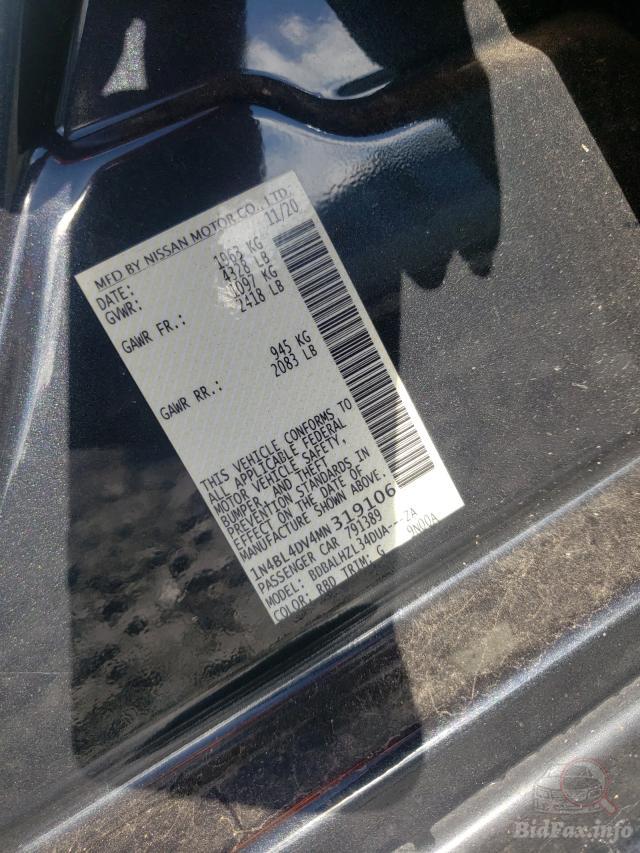 MFD BY NISSAN MOTOR CO., LTD.
DATE: 11/20
GVWR: 1963 KG
4328 LB
GAWR FR.: 1097 KG
2418 LB
GAWR RR.: 945 KG
2083 LB
THIS VEHICLE CONFORMS TO
ALL APPLICABLE FEDERAL
MOTOR VEHICLE SAFETY,
BUMPER, AND THEFT
PREVENTION STANDARDS IN
EFFECT ON THE DATE OF
MANUFACTURE SHOWN ABOVE.
1N4BL4DV4MN319106
PASSENGER CAR 791389
MODEL: BDBALHZL34DUA---ZA
COLOR: RBD TRIM: G 9N00A
BidFax.info